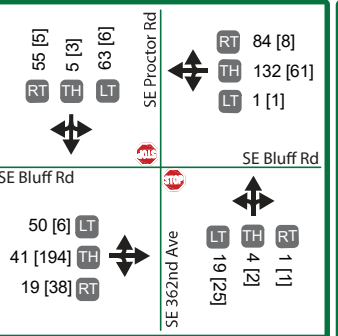 55 [5]
5 [3]
63 [6]
RT TH LT
SE Proctor Rd
STOP
RT 84 [8]
TH 132 [61]
LT 1 [1]
SE Bluff Rd
SE Bluff Rd
50 [6] LT
41 [194] TH
19 [38] RT
STOP
SE 362nd Ave
LT TH RT
19 [25]
4 [2]
1 [1]